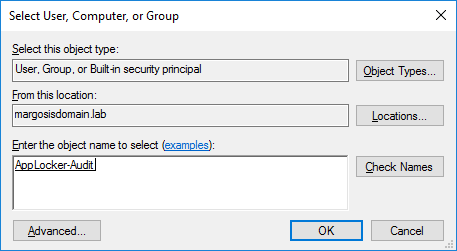 Select User, Computer, or Group
Select this object type:
User, Group, or Built-in security principal
Object Types...
From this location:
margosisdomain.lab
Locations...
Enter the object name to select (examples):
AppLocker-Audit
Check Names
Advanced...
OK
Cancel